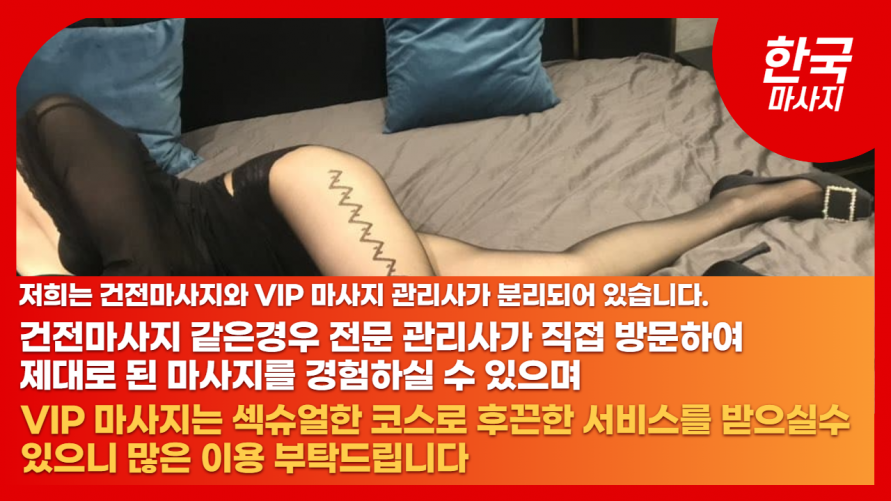 한국
마사지
저희는 건전마사지와 VIP 마사지 관리사가 분리되어 있습니다.
건전마사지 같은경우 전문 관리사가 직접 방문하여
제대로 된 마사지를 경험하실 수 있으며
VIP 마사지는 섹슈얼한 코스로 후끈한 서비스를 받으실수
있으니 많은 이용 부탁드립니다